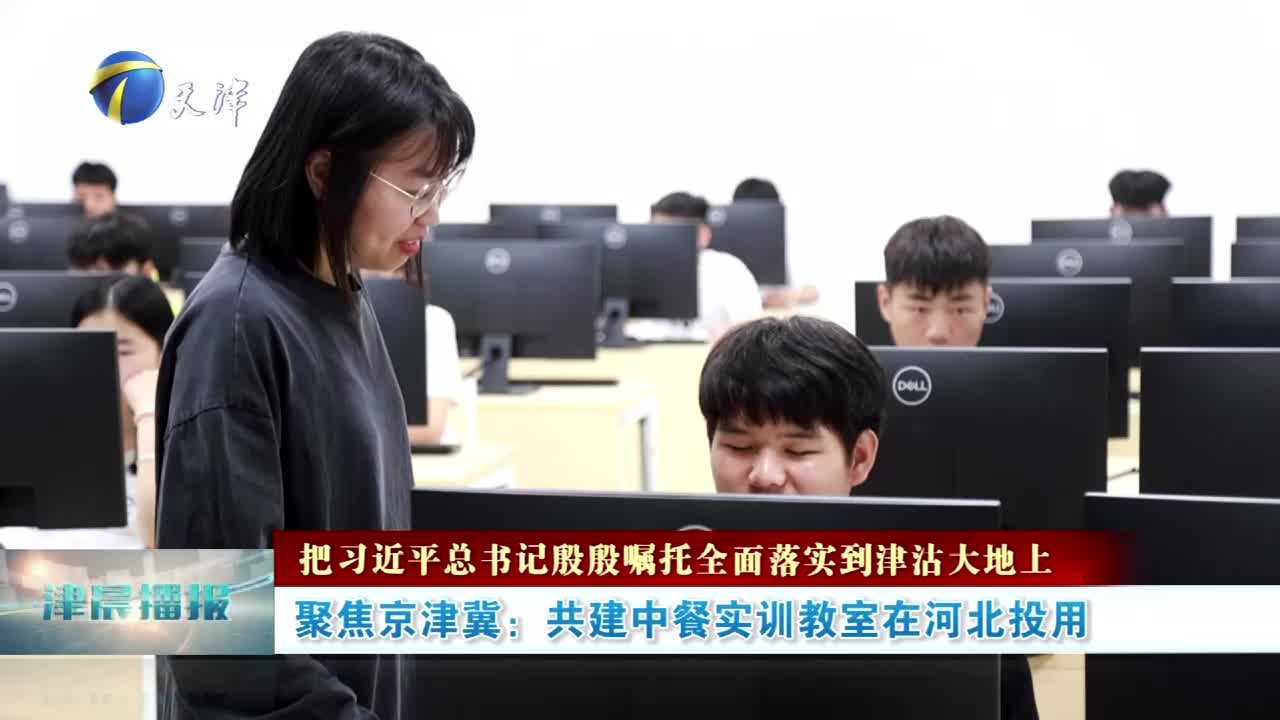 天津
DELL
把习近平总书记殷殷嘱托全面落实到津沽大地上
津晨播报
聚焦京津冀：共建中餐实训教室在河北投用